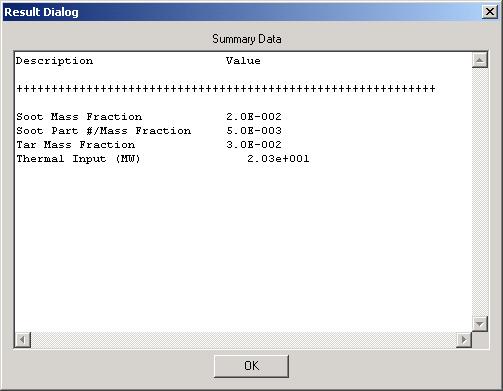 Result Dialog
Summary Data
Description Value
++++++++++++++++++++++++++++++++++++++++++++++++++++++++++++
Soot Mass Fraction 2.0E-002
Soot Part #/Mass Fraction 5.0E-003
Tar Mass Fraction 3.0E-002
Thermal Input (MW) 2.03e+001
OK